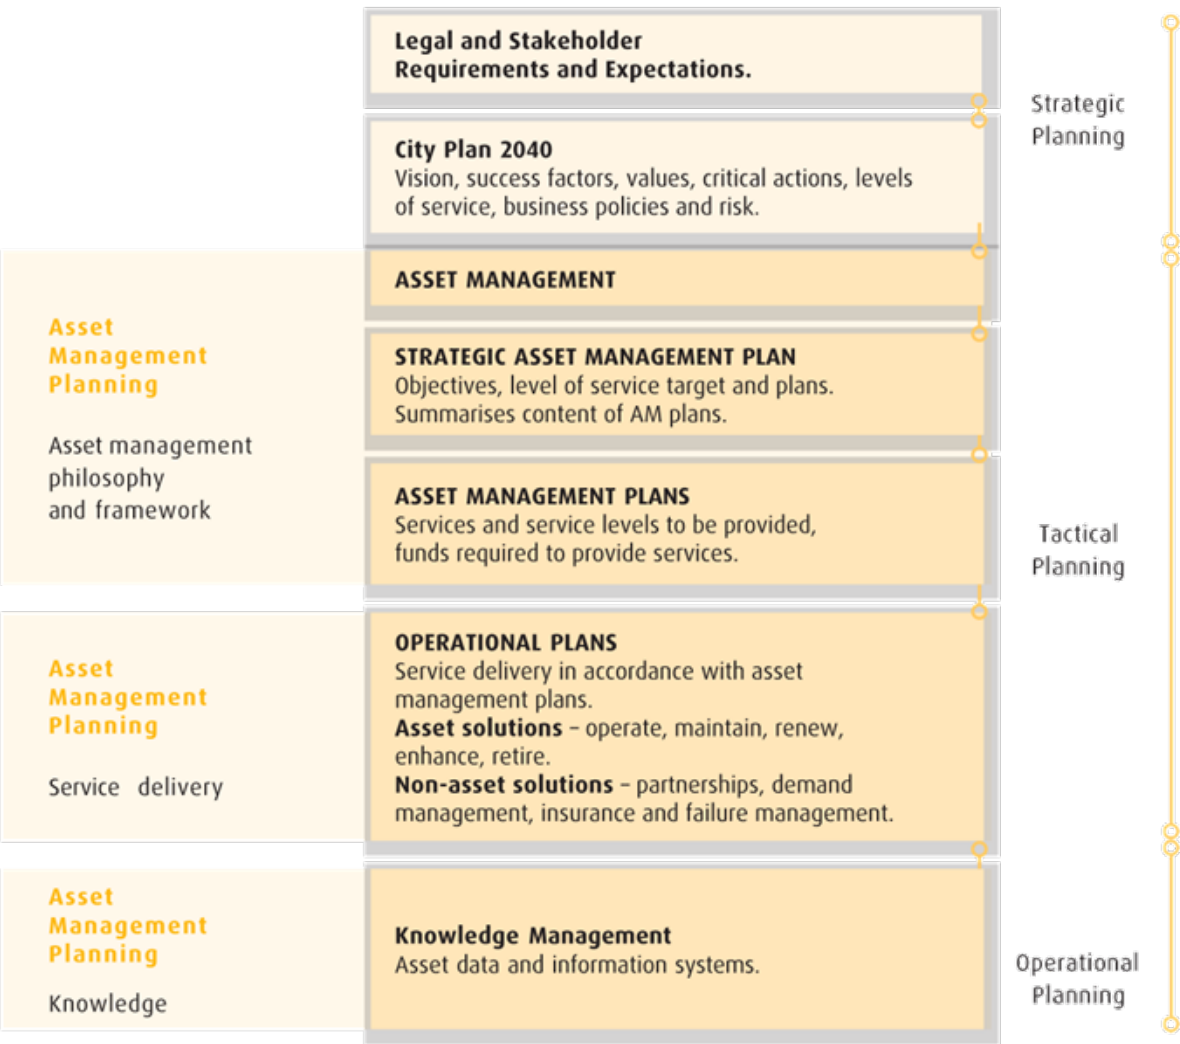 Legal and Stakeholder
Requirements and Expectations.
Strategic
Planning
City Plan 2040
Vision, success factors, values, critical actions, levels
of service, business policies and risk.
Asset
Management
Planning
Asset management
philosophy
and framework
ASSET MANAGEMENT
STRATEGIC ASSET MANAGEMENT PLAN
Objectives, level of service target and plans.
Summarises content of AM plans.
ASSET MANAGEMENT PLANS
Services and service levels to be provided,
funds required to provide services.
Tactical
Planning
Asset
Management
Planning
Service delivery
OPERATIONAL PLANS
Service delivery in accordance with asset
management plans.
Asset solutions – operate, maintain, renew,
enhance, retire.
Non-asset solutions – partnerships, demand
management, insurance and failure management.
Asset
Management
Planning
Knowledge
Knowledge Management
Asset data and information systems.
Operational
Planning